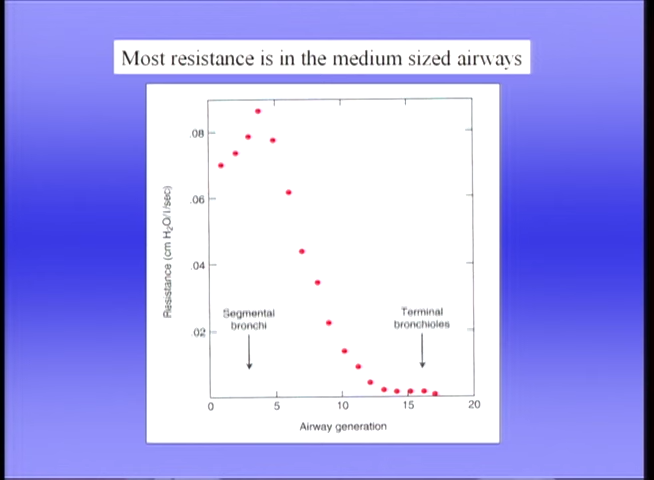 Most resistance is in the medium sized airways
.08
.06
.04
.02
Resistance (cm H₂O/l/sec)
Segmental
bronchi
Terminal
bronchioles
0 5 10 15 20
Airway generation